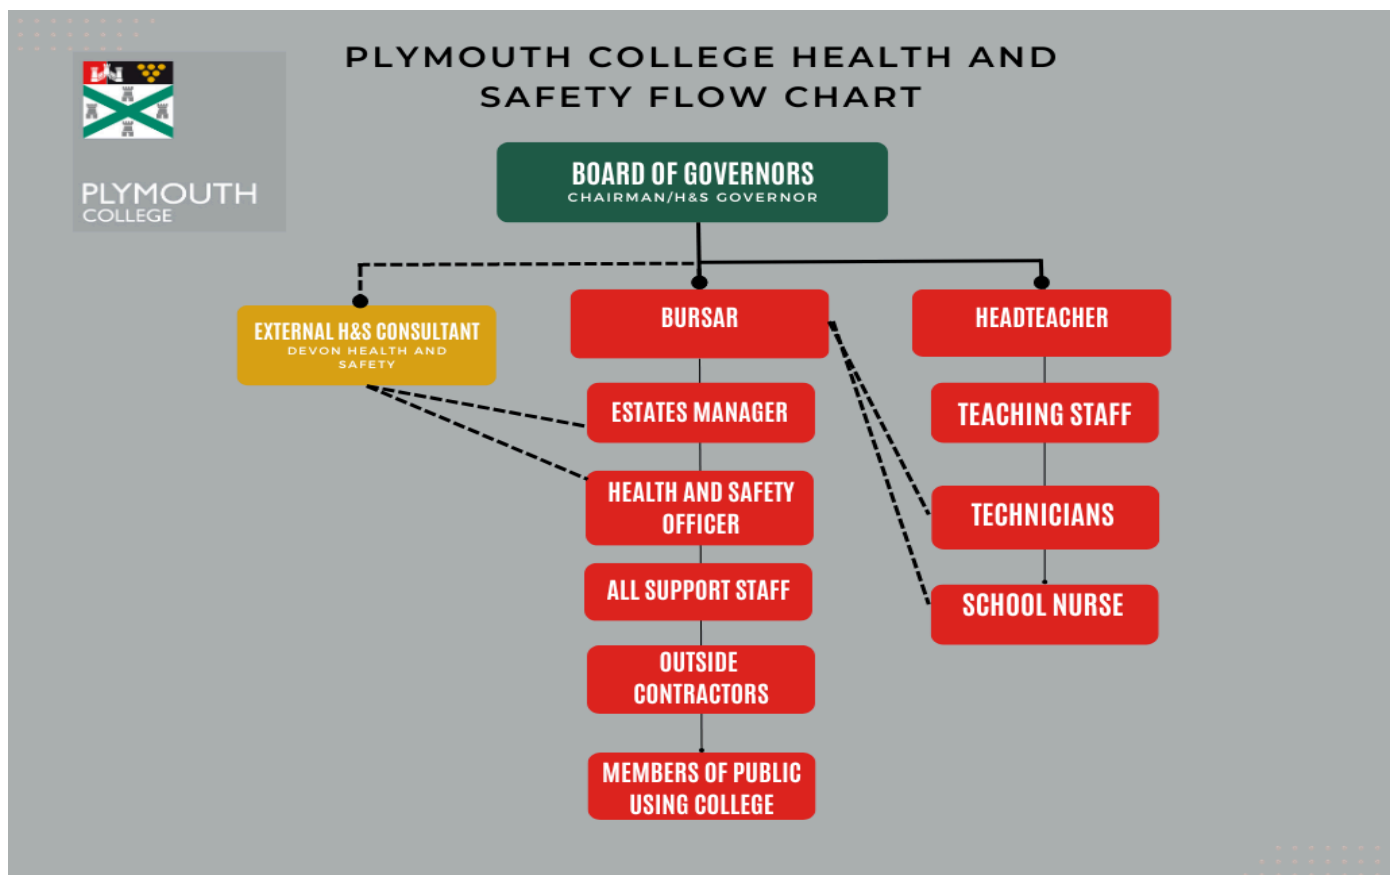 PLYMOUTH COLLEGE HEALTH AND
SAFETY FLOW CHART
PLYMOUTH
COLLEGE
BOARD OF GOVERNORS
CHAIRMAN/H&S GOVERNOR
EXTERNAL H&S CONSULTANT
DEVON HEALTH AND
SAFETY
BURSAR
HEADTEACHER
ESTATES MANAGER
TEACHING STAFF
HEALTH AND SAFETY
OFFICER
TECHNICIANS
ALL SUPPORT STAFF
SCHOOL NURSE
OUTSIDE
CONTRACTORS
MEMBERS OF PUBLIC
USING COLLEGE